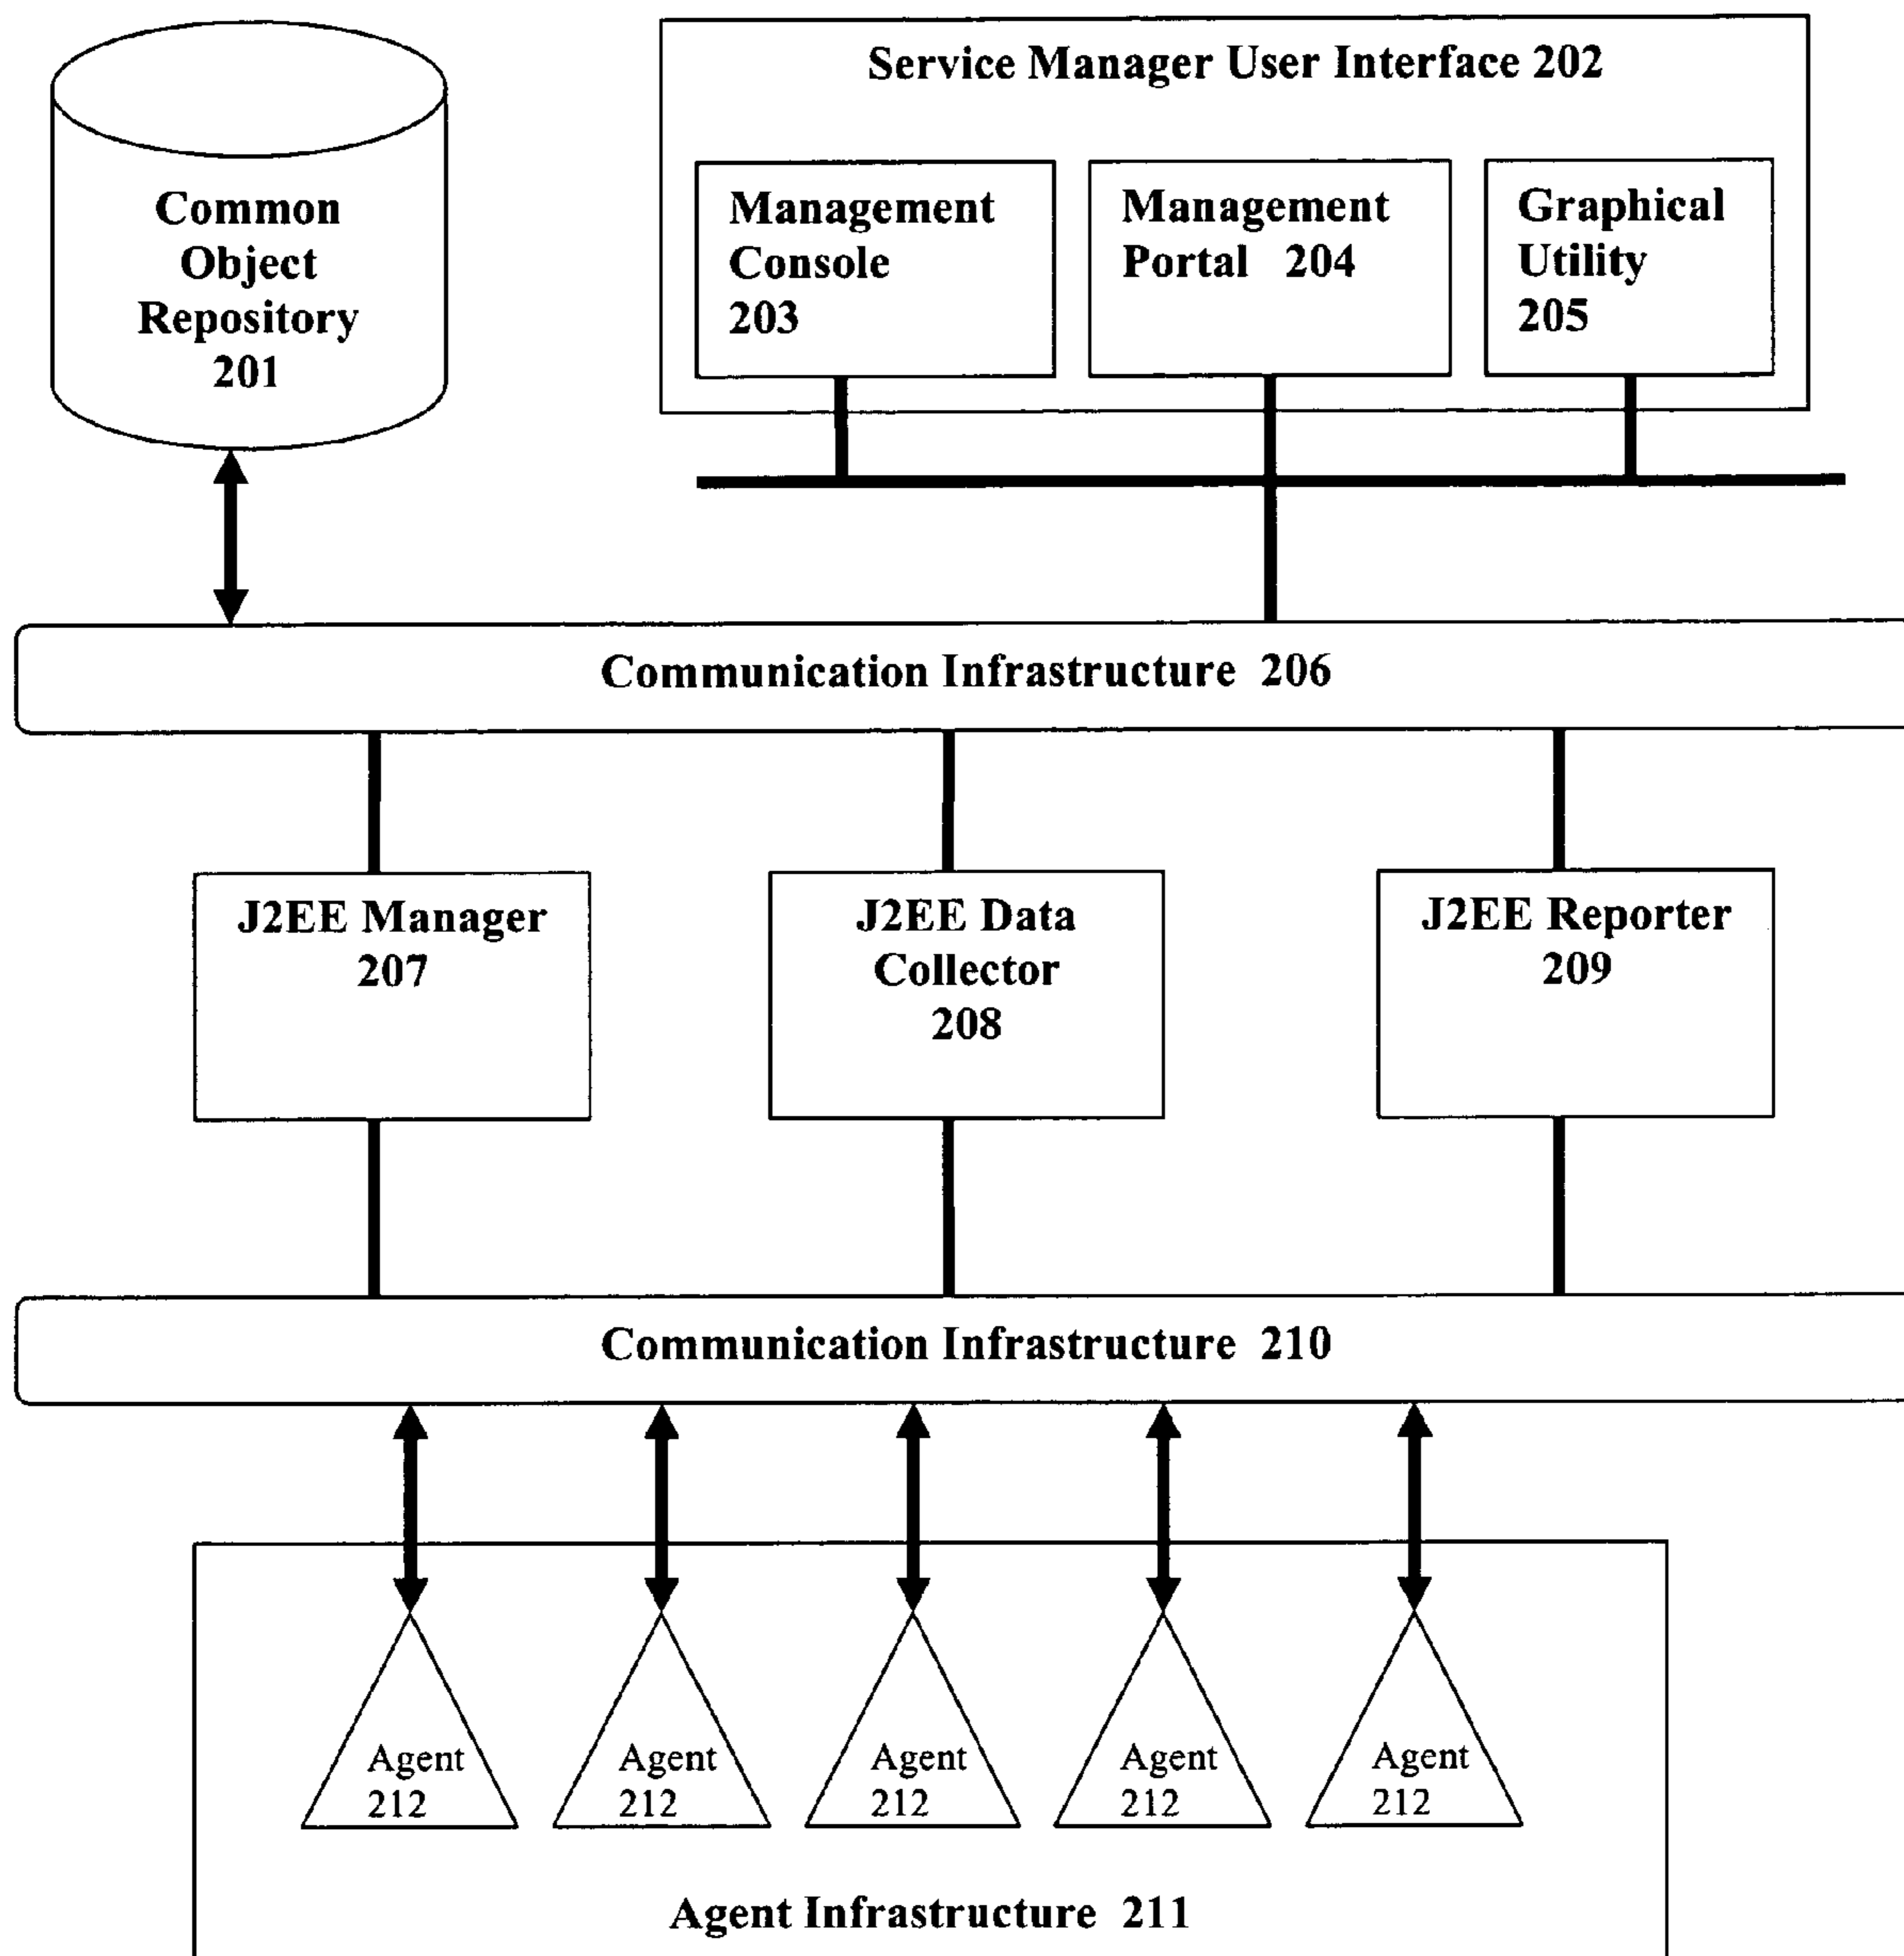 Common
Object
Repository
201
Service Manager User Interface 202
Management
Console
203
Management
Portal 204
Graphical
Utility
205
Communication Infrastructure 206
J2EE Manager
207
J2EE Data
Collector
208
J2EE Reporter
209
Communication Infrastructure 210
Agent
212
Agent
212
Agent
212
Agent
212
Agent
212
Agent Infrastructure 211